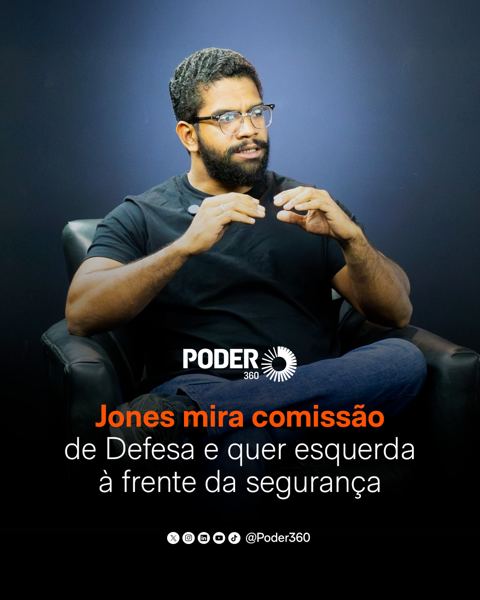 PODER
360
Jones mira comissão
de Defesa e quer esquerda
à frente da segurança
@Poder360